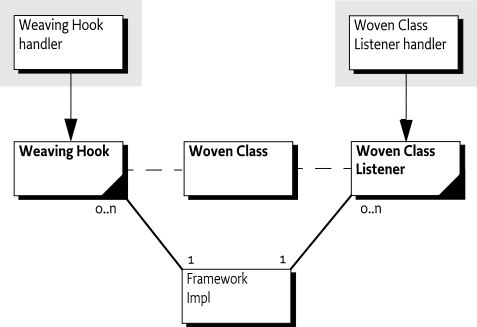 Weaving Hook
handler
Woven Class
Listener handler
Weaving Hook
Woven Class
Woven Class
Listener
0..n
0..n
1
1
Framework
Impl